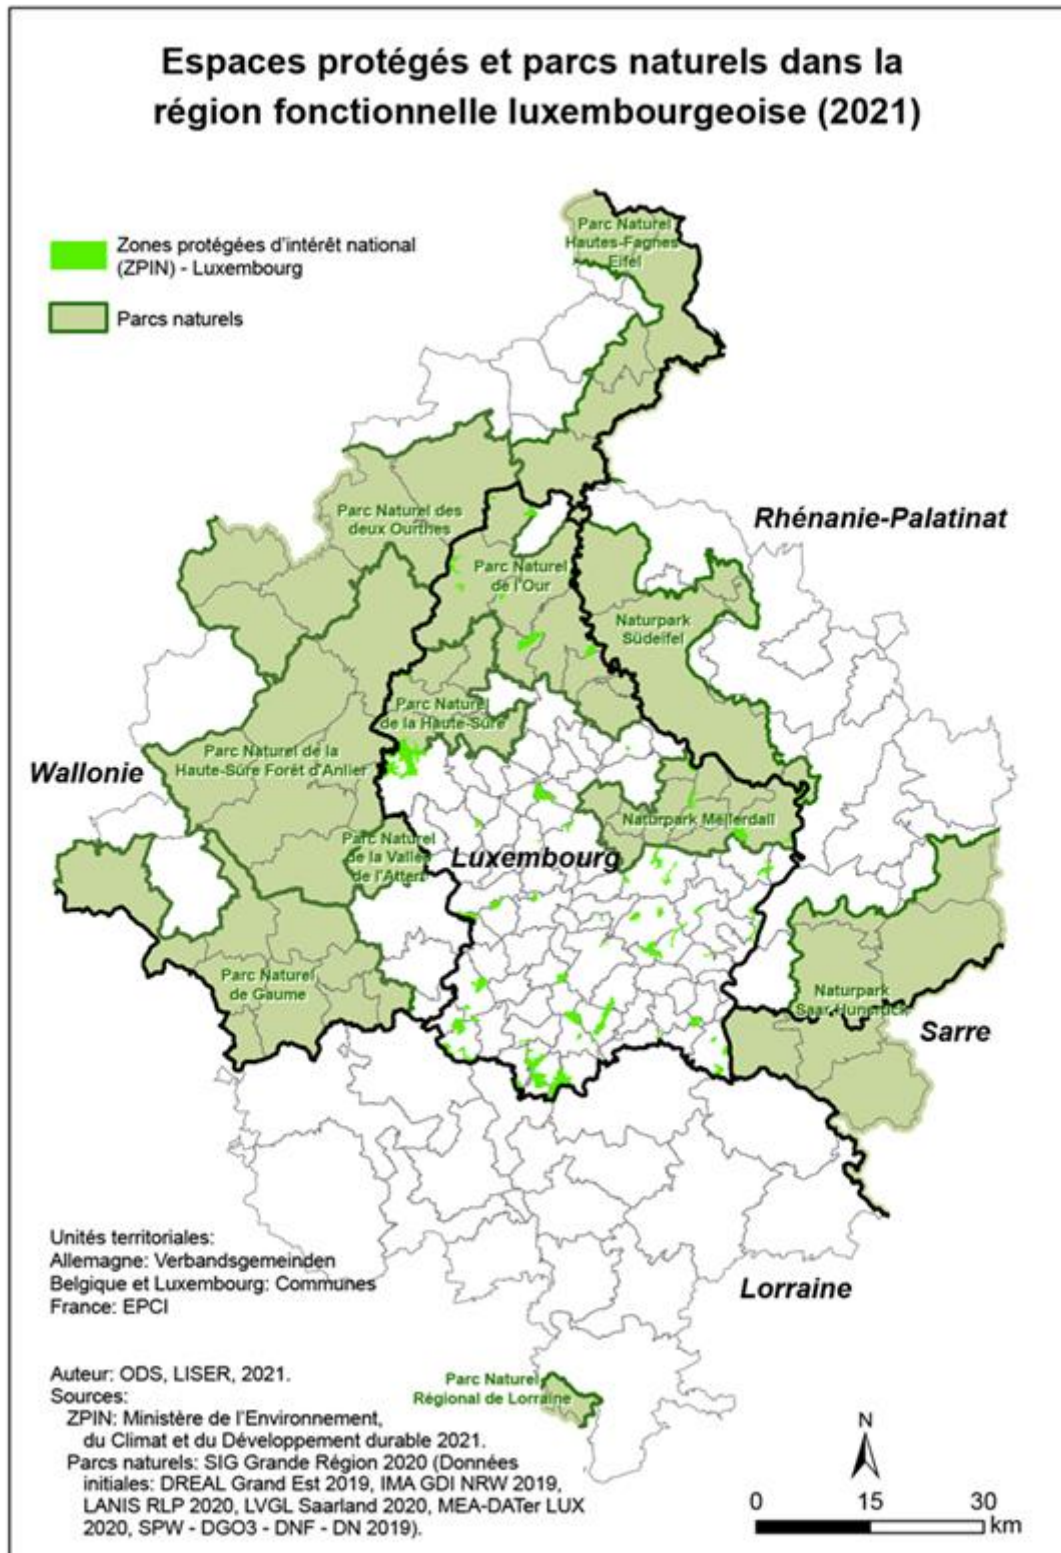 Espaces protégés et parcs naturels dans la
région fonctionnelle luxembourgeoise (2021)
Zones protégées d'intérêt national
(ZPIN) - Luxembourg
Parcs naturels
Parc Naturel
Hautes-Fagnes
Eifel
Parc Naturel des
deux Ourthes
Rhénanie-Palatinat
Parc Naturel
de l'Our
Naturpark
Südeifel
Parc Naturel
de la Haute-Sûre
Wallonie
Parc Naturel de la
Haute-Sûre Forêt d'Anlier
Naturpark Mëllerdall
Parc Naturel
de la Vallée
de l'Attert
Luxembourg
Parc Naturel
de Gaume
Naturpark
Saar-Hunsrück
Sarre
Unités territoriales:
Allemagne: Verbandsgemeinden
Belgique et Luxembourg: Communes
France: EPCI
Lorraine
Parc Naturel
Régional de Lorraine
Auteur: ODS, LISER, 2021.
Sources:
ZPIN: Ministère de l'Environnement,
du Climat et du Développement durable 2021.
Parcs naturels: SIG Grande Région 2020 (Données
initiales: DREAL Grand Est 2019, IMA GDI NRW 2019,
LANIS RLP 2020, LVGL Saarland 2020, MEA-DATer LUX
2020, SPW - DGO3 - DNF - DN 2019).
N
0 15 30
km